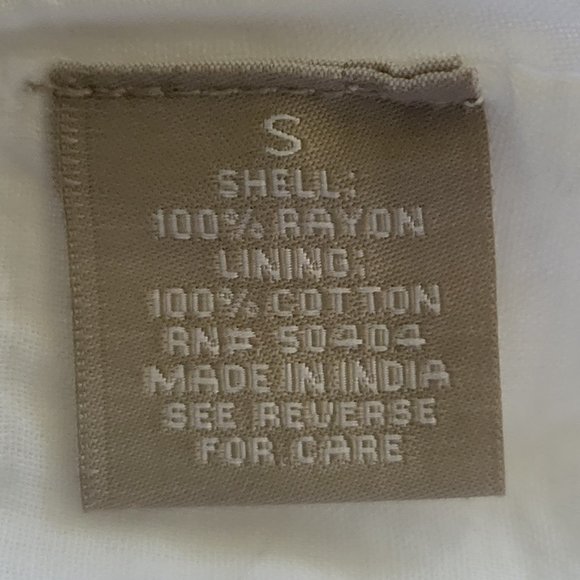 S
SHELL:
100% RAYON
LINING:
100% COTTON
RN# 50404
MADE IN INDIA
SEE REVERSE
FOR CARE